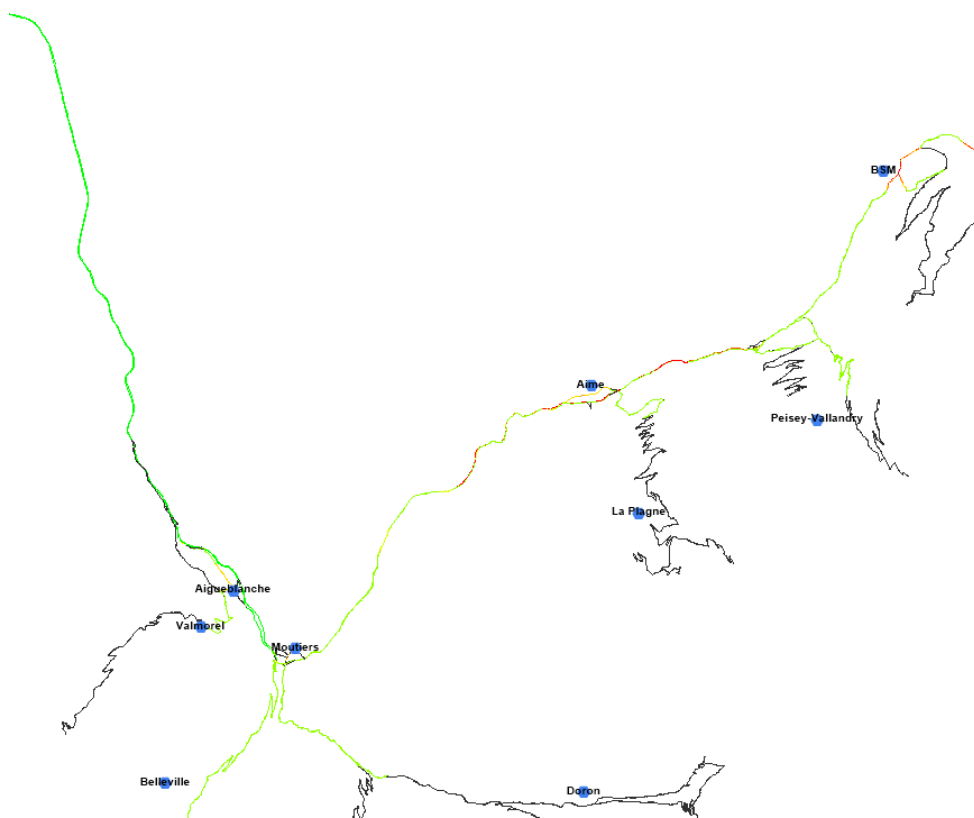 BSM
Aime
Peisey-Vallandry
La Plagne
Aigueblanche
Valmorel
Moutiers
Belleville
Doron